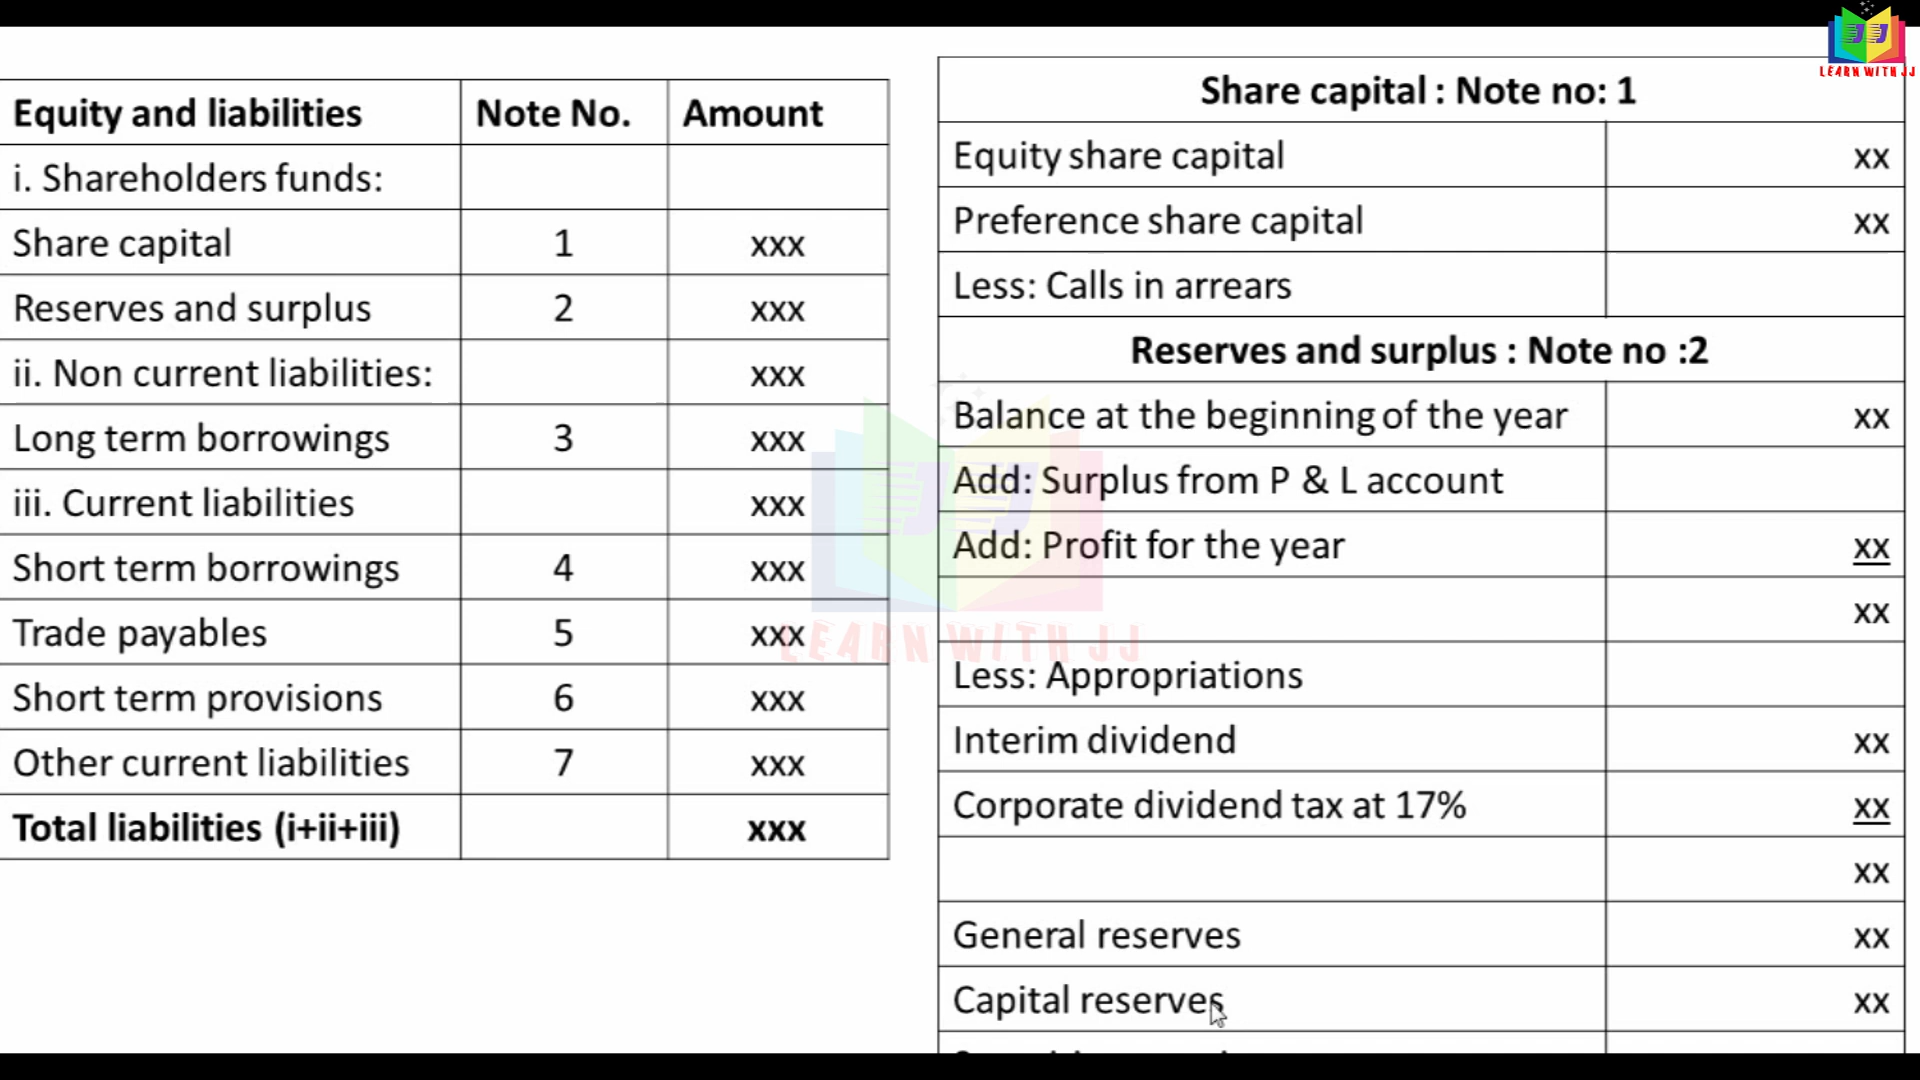 Equity and liabilities Note No. Amount
i. Shareholders funds:
Share capital 1 xxx
Reserves and surplus 2 xxx
ii. Non current liabilities: xxx
Long term borrowings 3 xxx
iii. Current liabilities xxx
Short term borrowings 4 xxx
Trade payables 5 xxx
Short term provisions 6 xxx
Other current liabilities 7 xxx
Total liabilities (i+ii+iii) xxx
Share capital : Note no: 1
Equity share capital xx
Preference share capital xx
Less: Calls in arrears
Reserves and surplus : Note no :2
Balance at the beginning of the year xx
Add: Surplus from P & L account
Add: Profit for the year xx
xx
Less: Appropriations
Interim dividend xx
Corporate dividend tax at 17% xx
xx
General reserves xx
Capital reserves xx
JJ
LEARN WITH JJ
JJ
LEARN WITH JJ